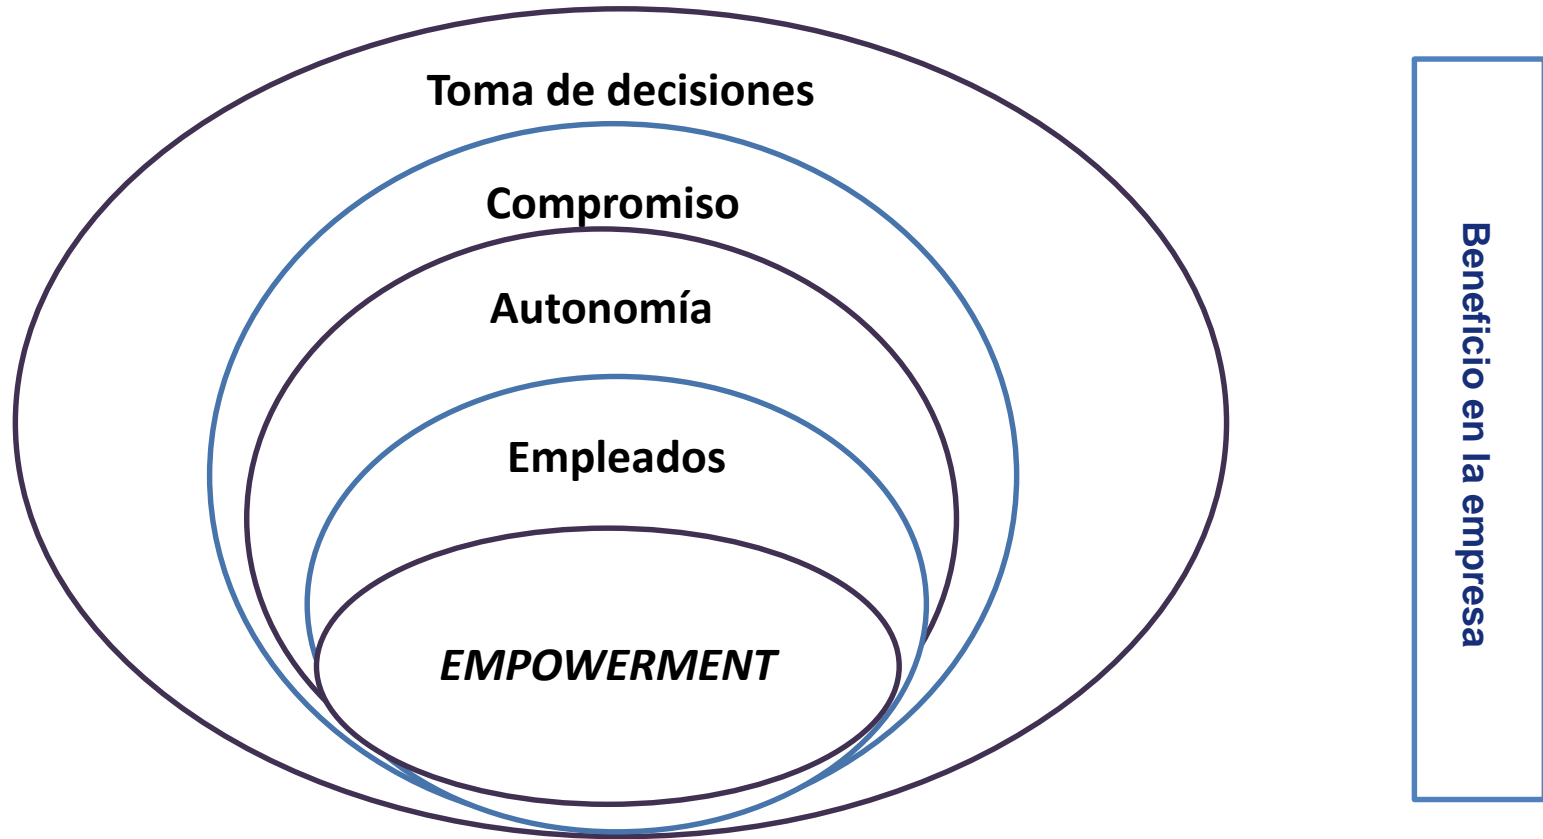 Toma de decisiones
Compromiso
Autonomía
Empleados
EMPOWERMENT
Beneficio en la empresa